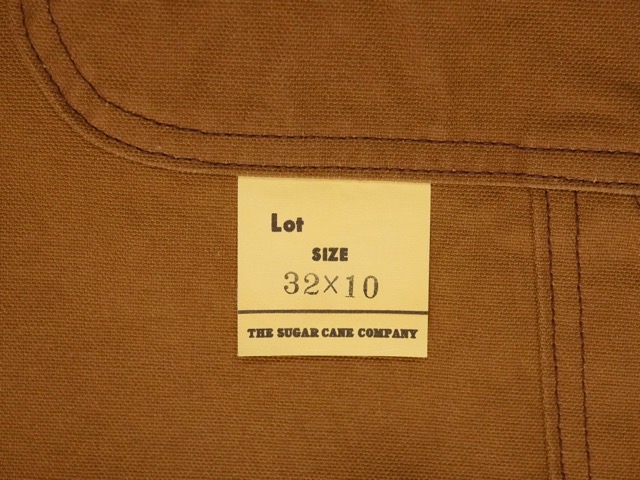 Lot
SIZE
32×10
THE SUGAR CANE COMPANY